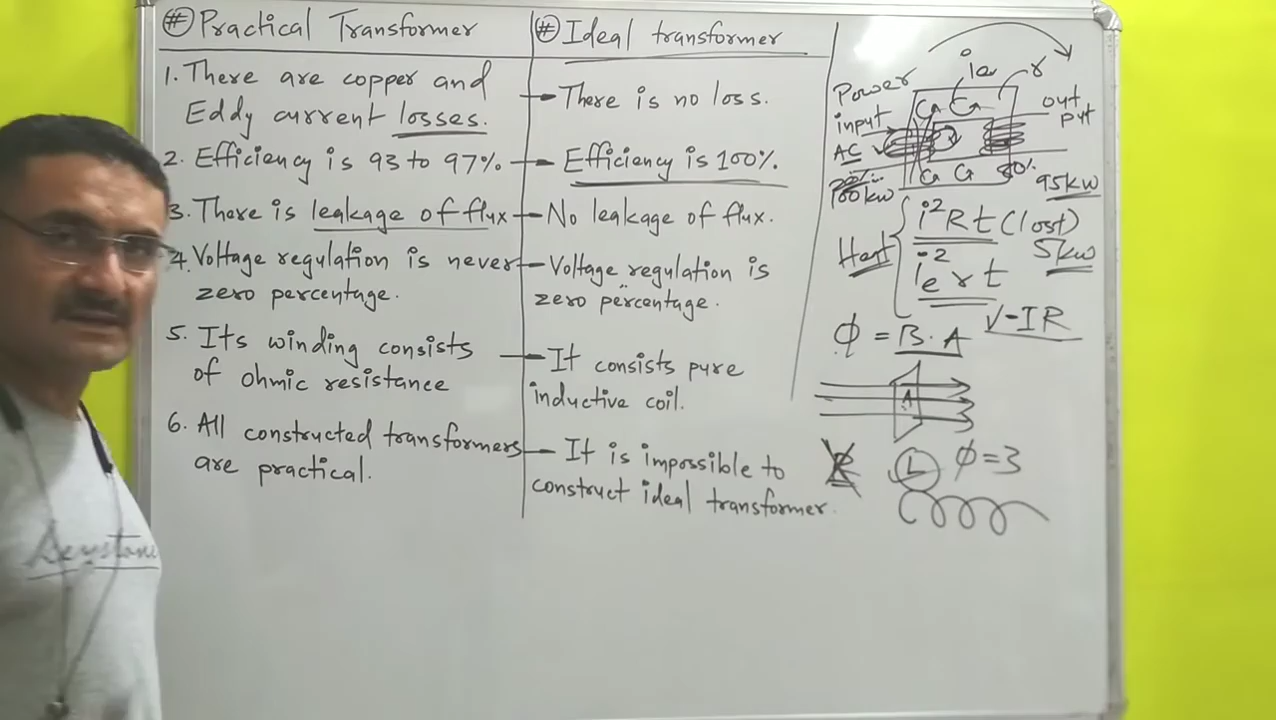 # Practical Transformer
1. There are copper and
Eddy current losses.
2. Efficiency is 93 to 97%
3. There is leakage of flux
4. Voltage regulation is never
zero percentage.
5. Its winding consists
of ohmic resistance
6. All constructed transformers
are practical.
# Ideal transformer
There is no loss.
Efficiency is 100%.
No leakage of flux.
Voltage regulation is
zero percentage.
It consists pure
inductive coil.
It is impossible to
construct ideal transformer.
Power
input
AC
100kw
ie
r
out
put
95kw
Heat
i²Rt (lost)
5kw
ie² r t
V-IR
φ = B. A
A
L φ=3
Keystone